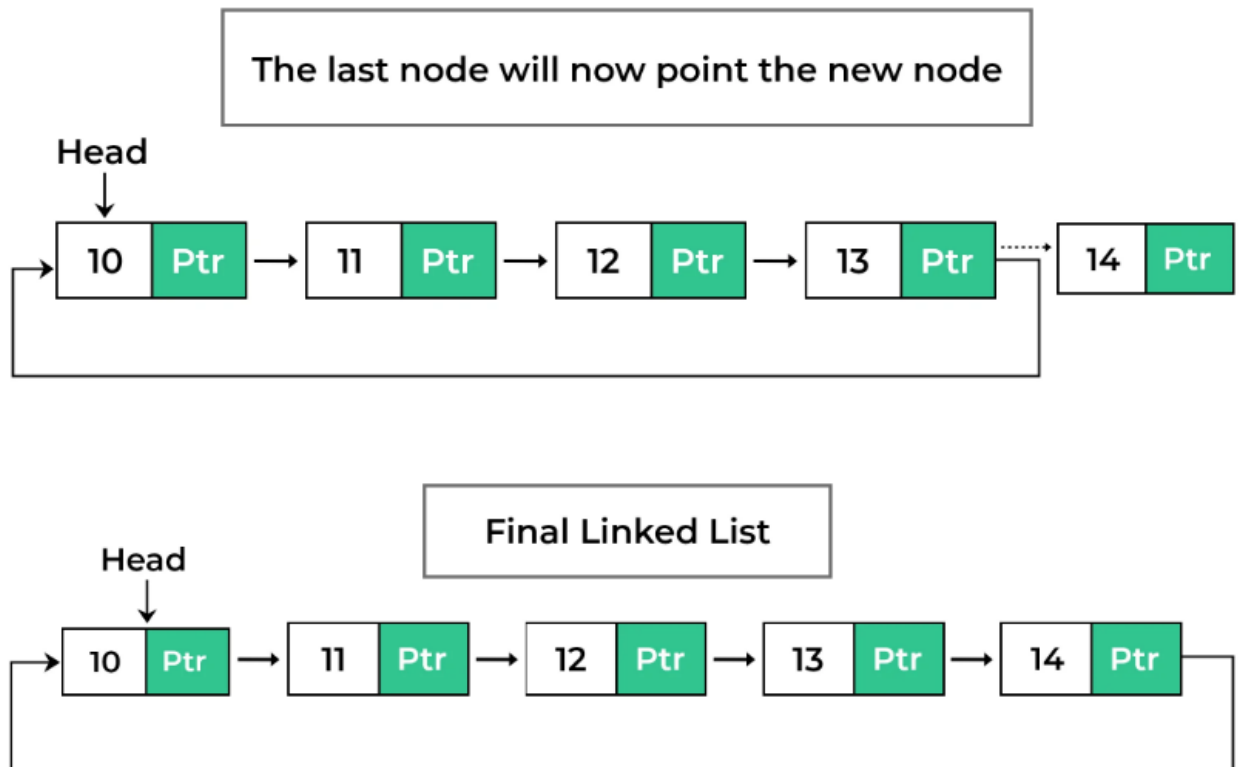 The last node will now point the new node
Head
10 Ptr 11 Ptr 12 Ptr 13 Ptr 14 Ptr
Final Linked List
Head
10 Ptr 11 Ptr 12 Ptr 13 Ptr 14 Ptr